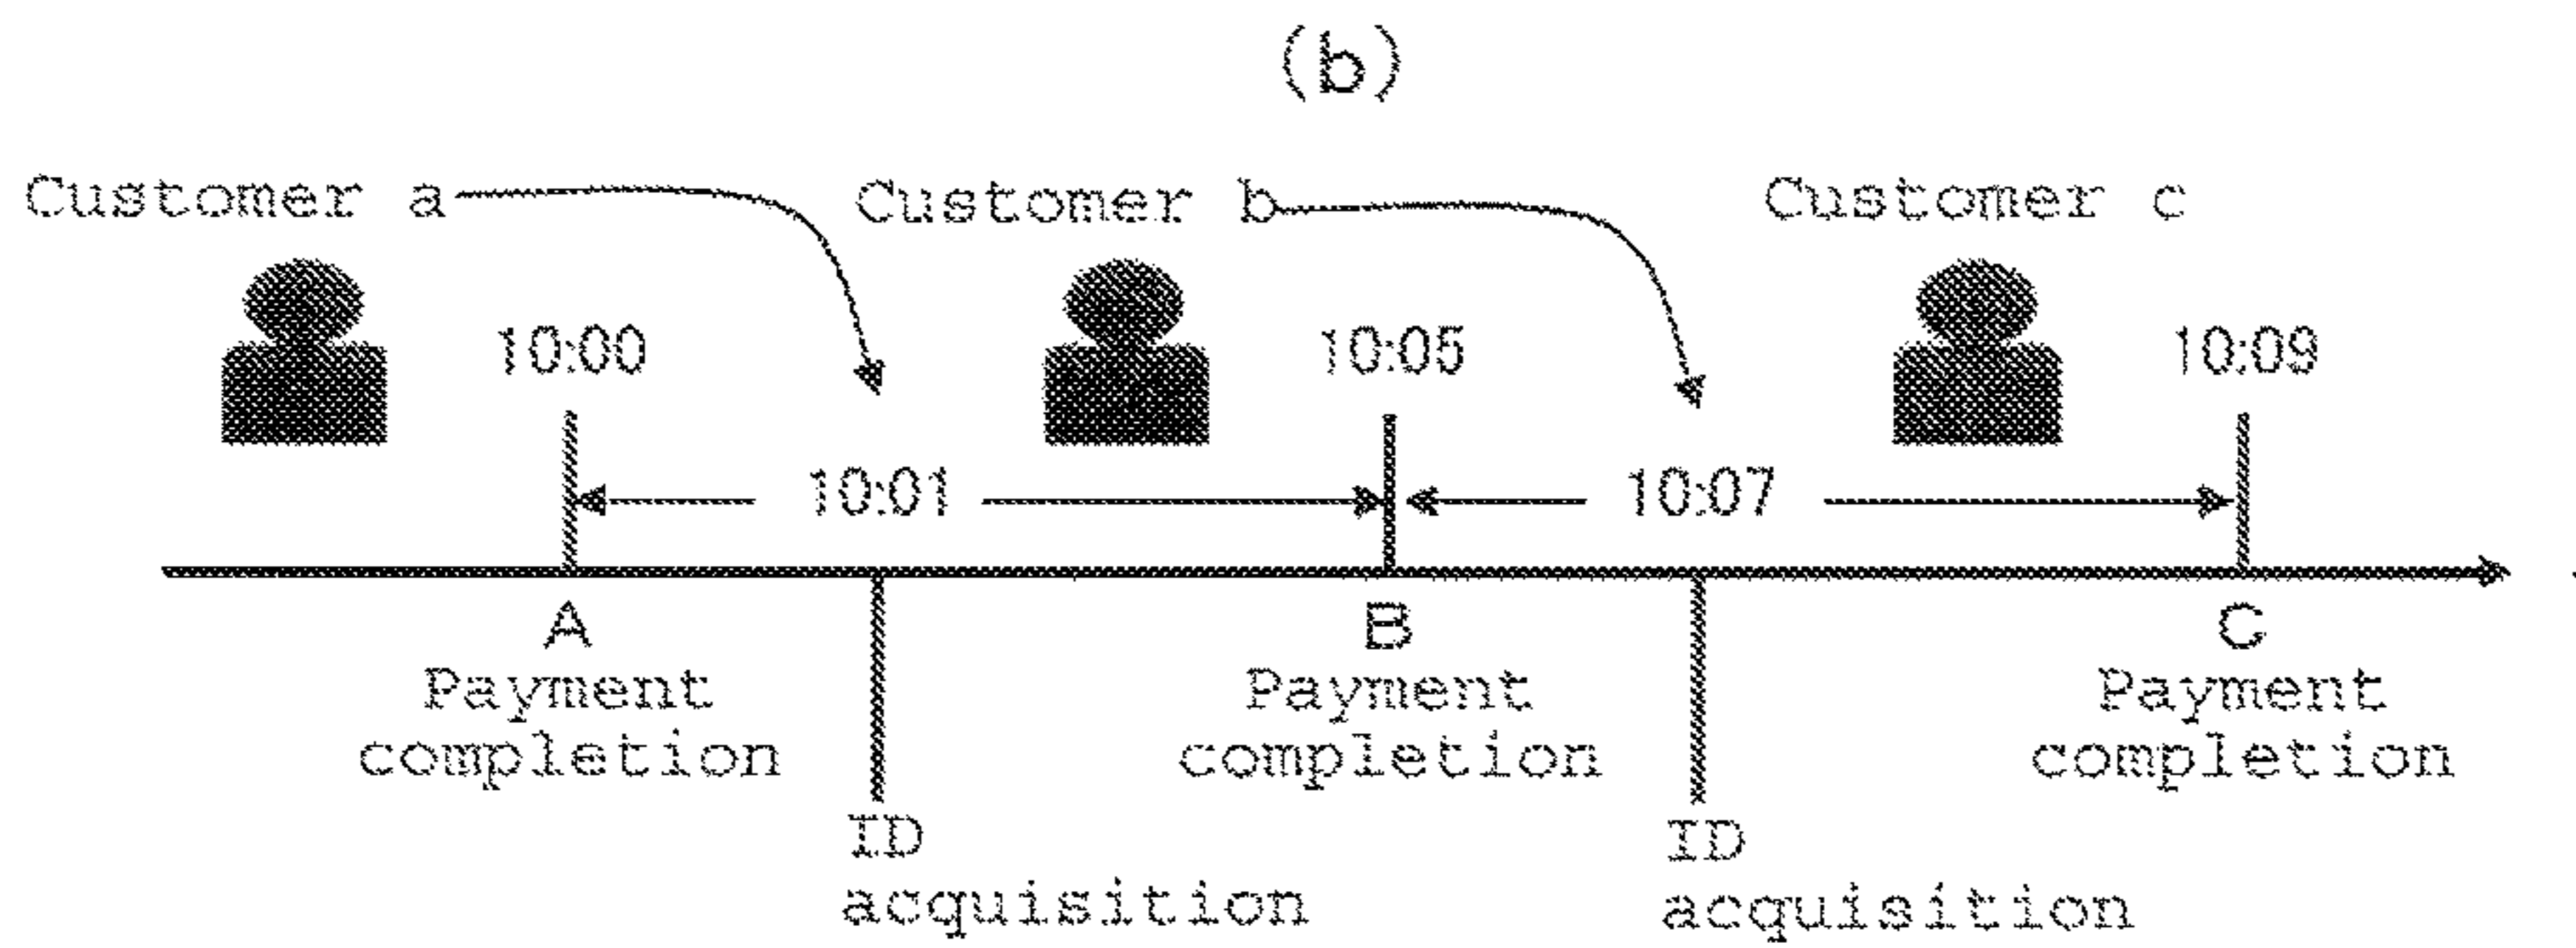 (b)
Customer a Customer b Customer c
10:00 10:05 10:09
10:01 10:07
A B C
Payment Payment Payment
completion completion completion
ID ID
acquisition acquisition